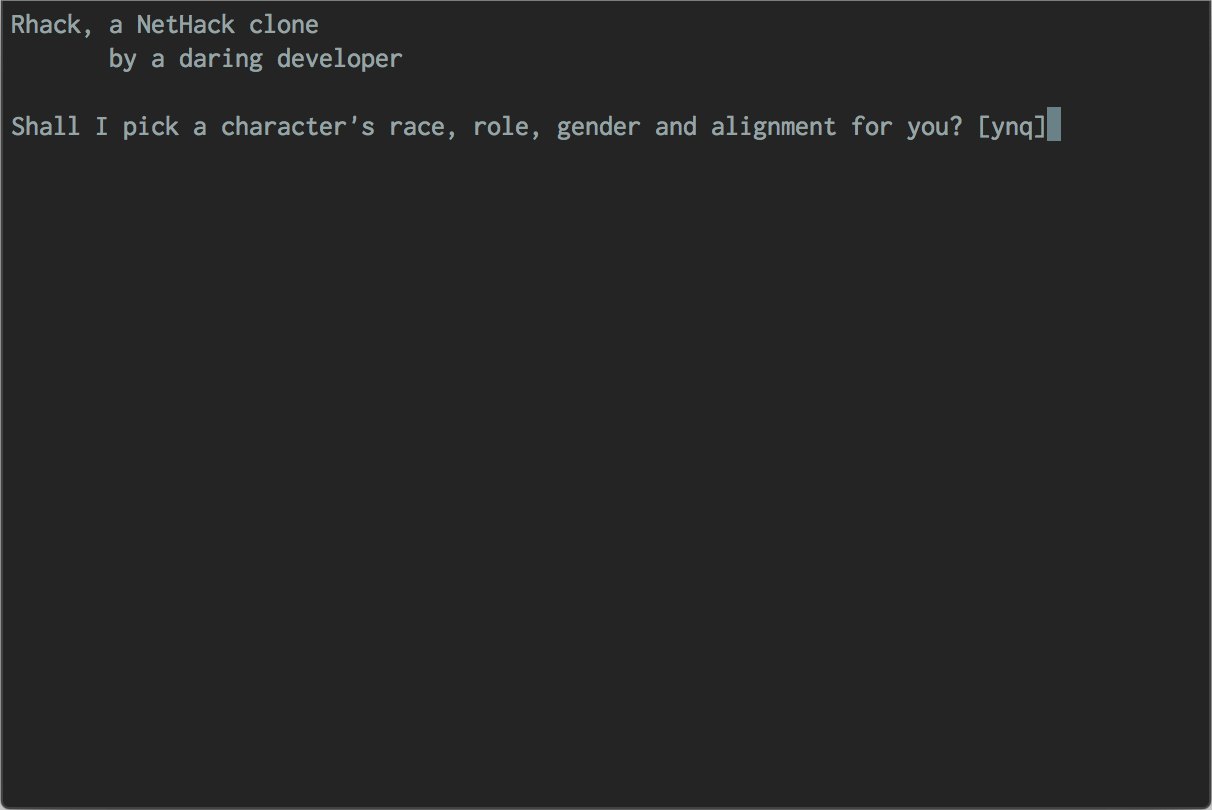 Rhack, a NetHack clone
by a daring developer
Shall I pick a character's race, role, gender and alignment for you? [ynq]